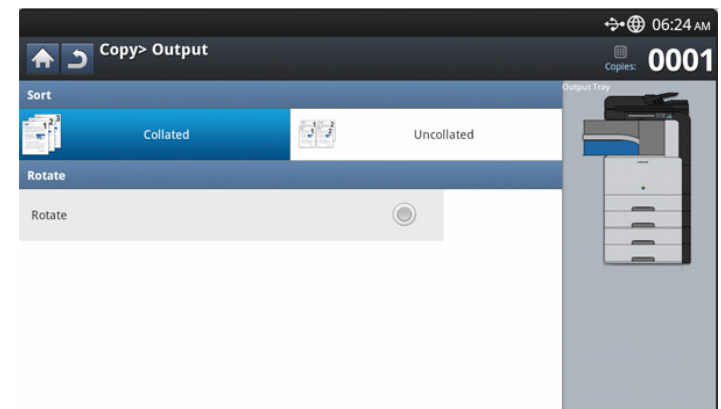 06:24 AM
Copy> Output
Copies: 0001
Sort
Output Tray
Collated
Uncollated
Rotate
Rotate